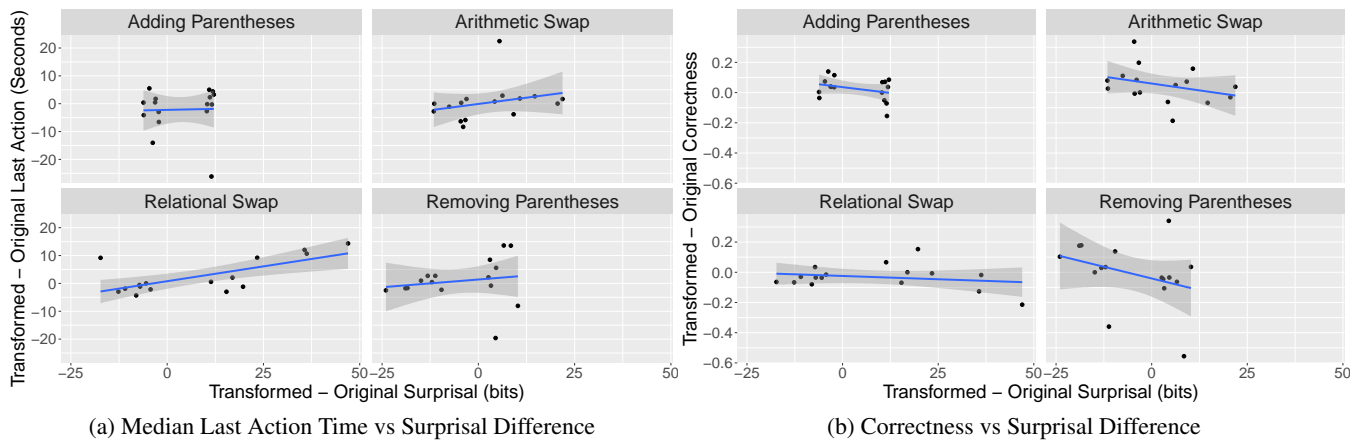 Adding Parentheses
Arithmetic Swap
Relational Swap
Removing Parentheses
Transformed − Original Last Action (Seconds)
20
10
0
−10
−20
10
0
−10
−20
−25
0
25
50
−25
0
25
50
Transformed − Original Surprisal (bits)
(a) Median Last Action Time vs Surprisal Difference
Adding Parentheses
Arithmetic Swap
Relational Swap
Removing Parentheses
Transformed − Original Correctness
0.2
0.0
−0.2
−0.4
−0.6
0.2
0.0
−0.2
−0.4
−0.6
−25
0
25
50
−25
0
25
50
Transformed − Original Surprisal (bits)
(b) Correctness vs Surprisal Difference